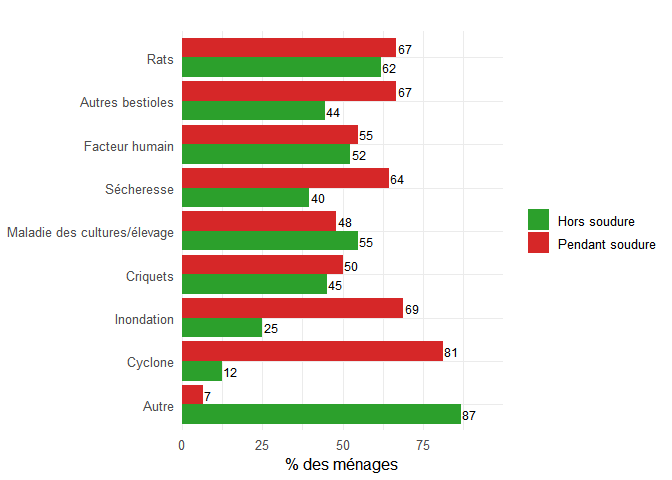 Rats
67
62
Autres bestioles
67
44
Facteur humain
55
52
Sécheresse
64
40
Maladie des cultures/élevage
48
55
Criquets
50
45
Inondation
69
25
Cyclone
81
12
Autre
7
87
0 25 50 75
% des ménages
Hors soudure
Pendant soudure